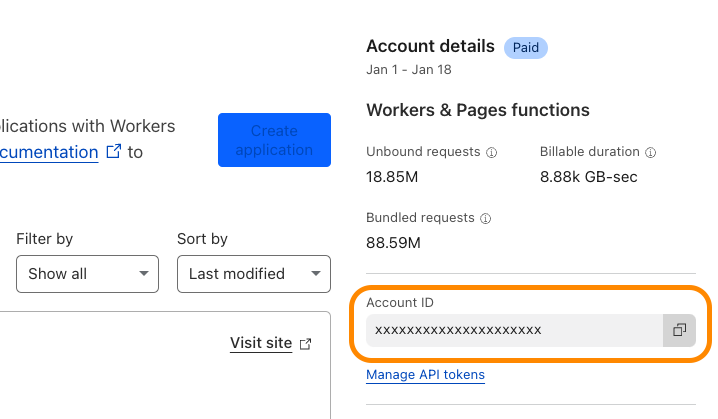 Account details Paid
Jan 1 - Jan 18
lications with Workers
cumentation to
Create
application
Workers & Pages functions
Unbound requests
Billable duration
18.85M
8.88k GB-sec
Bundled requests
88.59M
Filter by
Sort by
Show all
Last modified
Account ID
xxxxxxxxxxxxxxxxxxxxx
Visit site
Manage API tokens